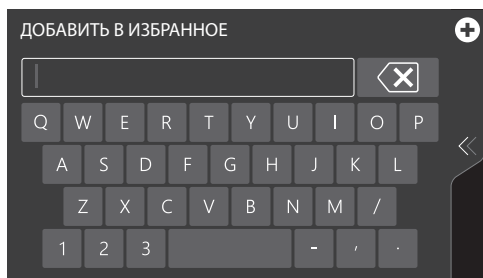 ДОБАВИТЬ В ИЗБРАННОЕ
Q W E R T Y U I O P
A S D F G H J K L
Z X C V B N M /
1 2 3 - , .